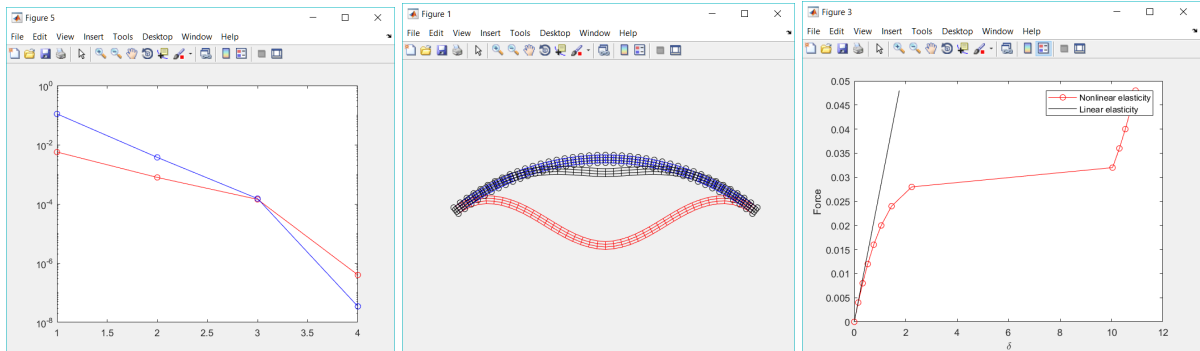 Figure 5
File Edit View Insert Tools Desktop Window Help
10^0
10^-2
10^-4
10^-6
10^-8
1 1.5 2 2.5 3 3.5 4
Figure 1
File Edit View Insert Tools Desktop Window Help
Figure 3
File Edit View Insert Tools Desktop Window Help
0.05
0.045
0.04
0.035
0.03
0.025
0.02
0.015
0.01
0.005
0
Force
Nonlinear elasticity
Linear elasticity
0 2 4 6 8 10 12
δ